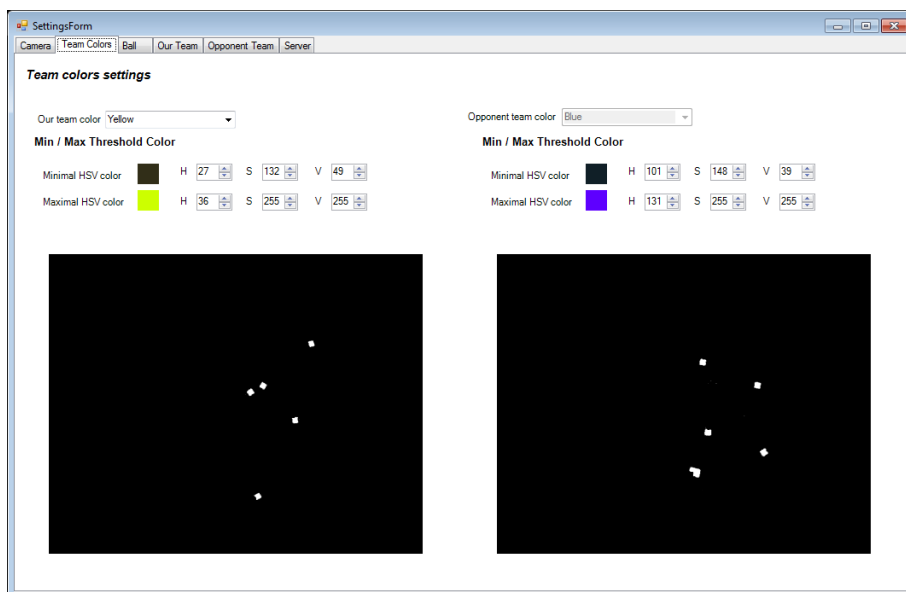 SettingsForm
Camera Team Colors Ball Our Team Opponent Team Server
Team colors settings
Our team color Yellow Opponent team color Blue
Min / Max Threshold Color Min / Max Threshold Color
Minimal HSV color H 27 S 132 V 49 Minimal HSV color H 101 S 148 V 39
Maximal HSV color H 36 S 255 V 255 Maximal HSV color H 131 S 255 V 255